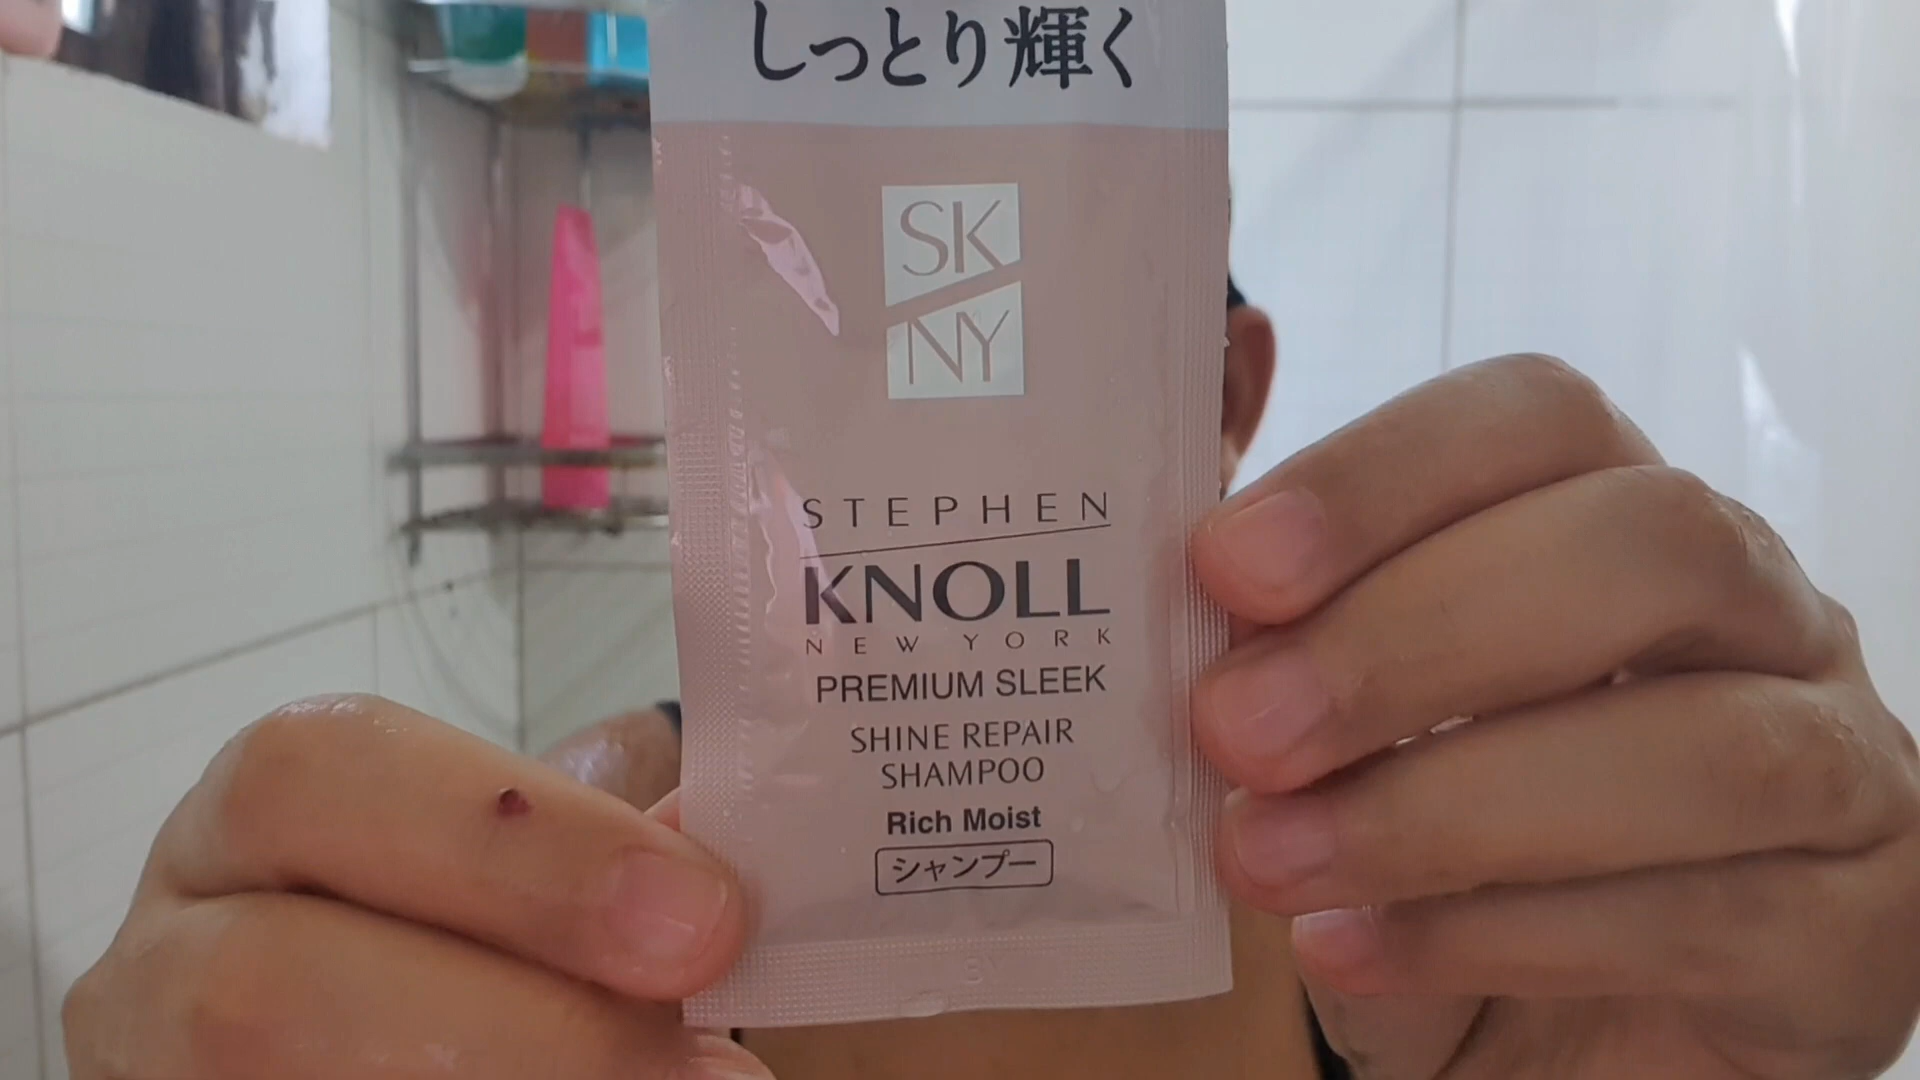 しっとり輝く
SK
NY
STEPHEN
KNOLL
NEW YORK
PREMIUM SLEEK
SHINE REPAIR
SHAMPOO
Rich Moist
シャンプー